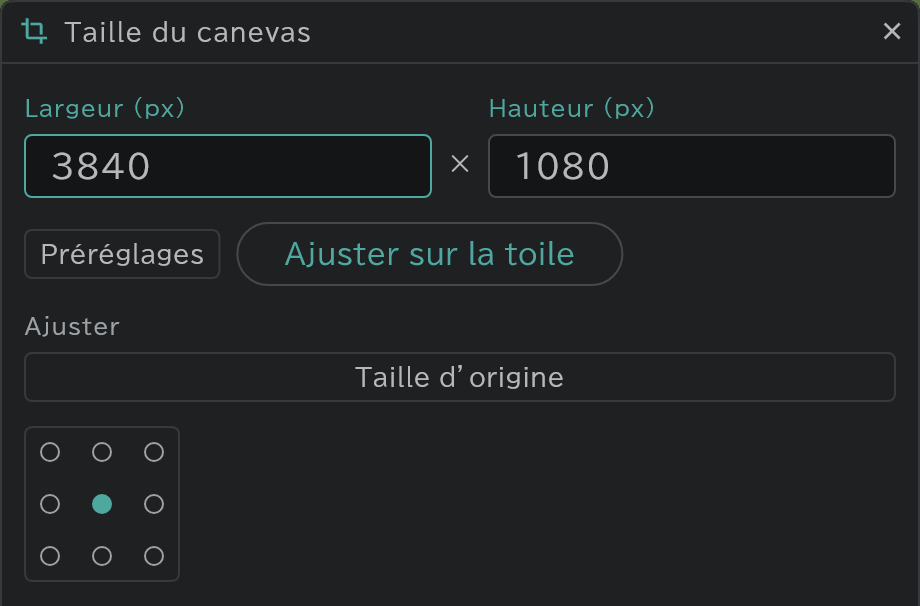 Taille du canevas
Largeur (px)
Hauteur (px)
3840 × 1080
Préréglages
Ajuster sur la toile
Ajuster
Taille d’origine